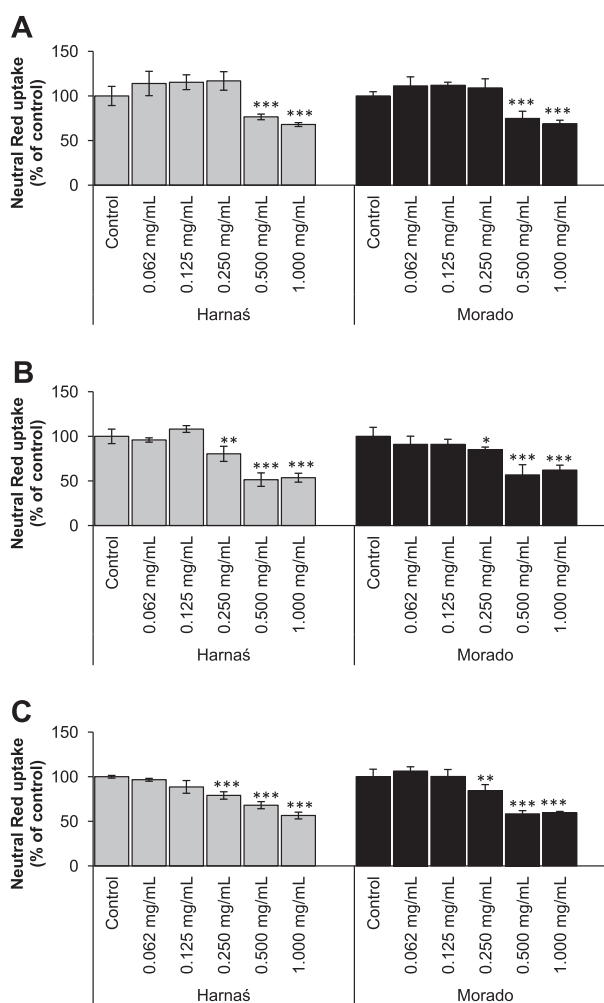 A
Neutral Red uptake
(% of control)
150
100
50
0
*** *** *** ***
Control 0.062 mg/mL 0.125 mg/mL 0.250 mg/mL 0.500 mg/mL 1.000 mg/mL Control 0.062 mg/mL 0.125 mg/mL 0.250 mg/mL 0.500 mg/mL 1.000 mg/mL
Harnaś Morado
B
Neutral Red uptake
(% of control)
150
100
50
0
** *** *** * *** ***
Control 0.062 mg/mL 0.125 mg/mL 0.250 mg/mL 0.500 mg/mL 1.000 mg/mL Control 0.062 mg/mL 0.125 mg/mL 0.250 mg/mL 0.500 mg/mL 1.000 mg/mL
Harnaś Morado
C
Neutral Red uptake
(% of control)
150
100
50
0
*** *** *** ** *** ***
Control 0.062 mg/mL 0.125 mg/mL 0.250 mg/mL 0.500 mg/mL 1.000 mg/mL Control 0.062 mg/mL 0.125 mg/mL 0.250 mg/mL 0.500 mg/mL 1.000 mg/mL
Harnaś Morado